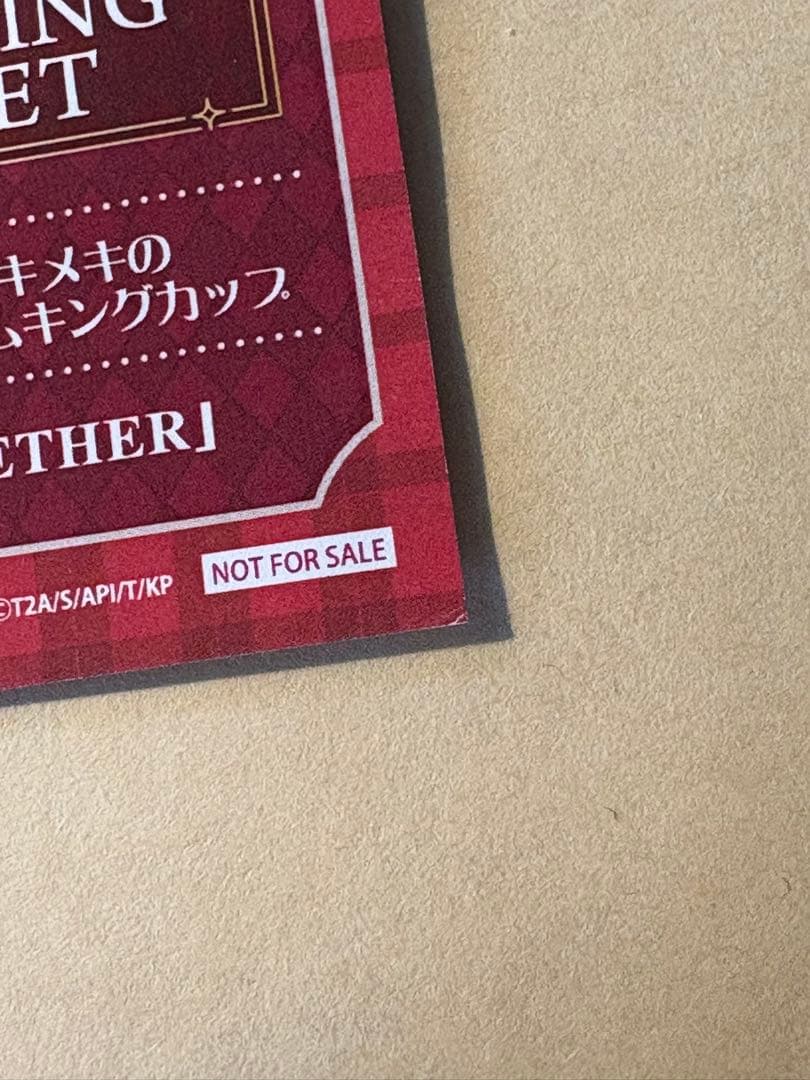 ING
ET
キメキの
ムキングカップ
ETHER」
NOT FOR SALE
©T2A/S/API/T/KP